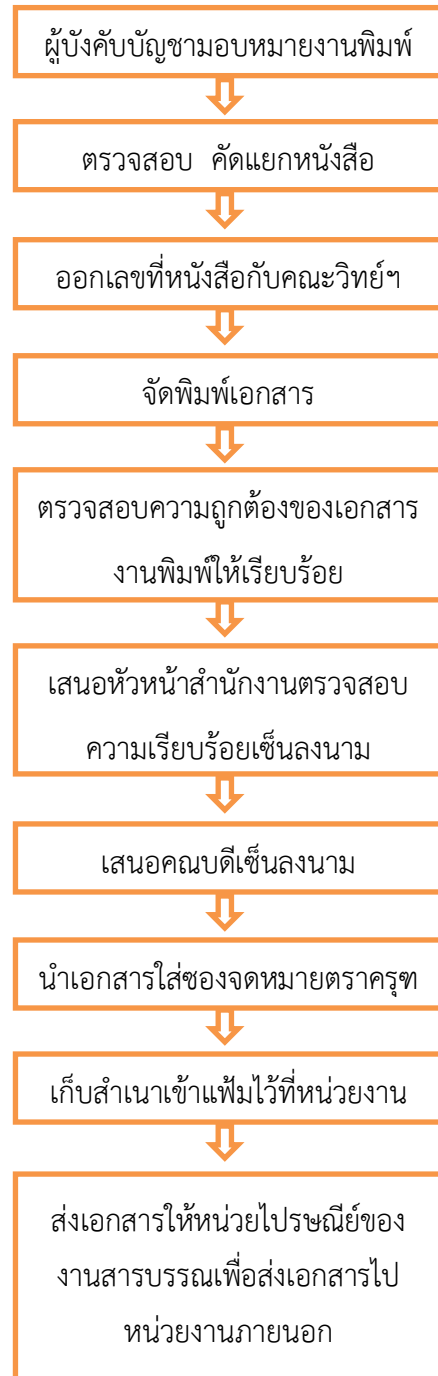 ผู้บังคับบัญชามอบหมายงานพิมพ์
ตรวจสอบ คัดแยกหนังสือ
ออกเลขที่หนังสือกับคณะวิทย์ฯ
จัดพิมพ์เอกสาร
ตรวจสอบความถูกต้องของเอกสาร
งานพิมพ์ให้เรียบร้อย
เสนอหัวหน้าสำนักงานตรวจสอบ
ความเรียบร้อยเซ็นลงนาม
เสนอคณบดีเซ็นลงนาม
นำเอกสารใส่ซองจดหมายตราครุฑ
เก็บสำเนาเข้าแฟ้มไว้ที่หน่วยงาน
ส่งเอกสารให้หน่วยไปรษณีย์ของ
งานสารบรรณเพื่อส่งเอกสารไป
หน่วยงานภายนอก